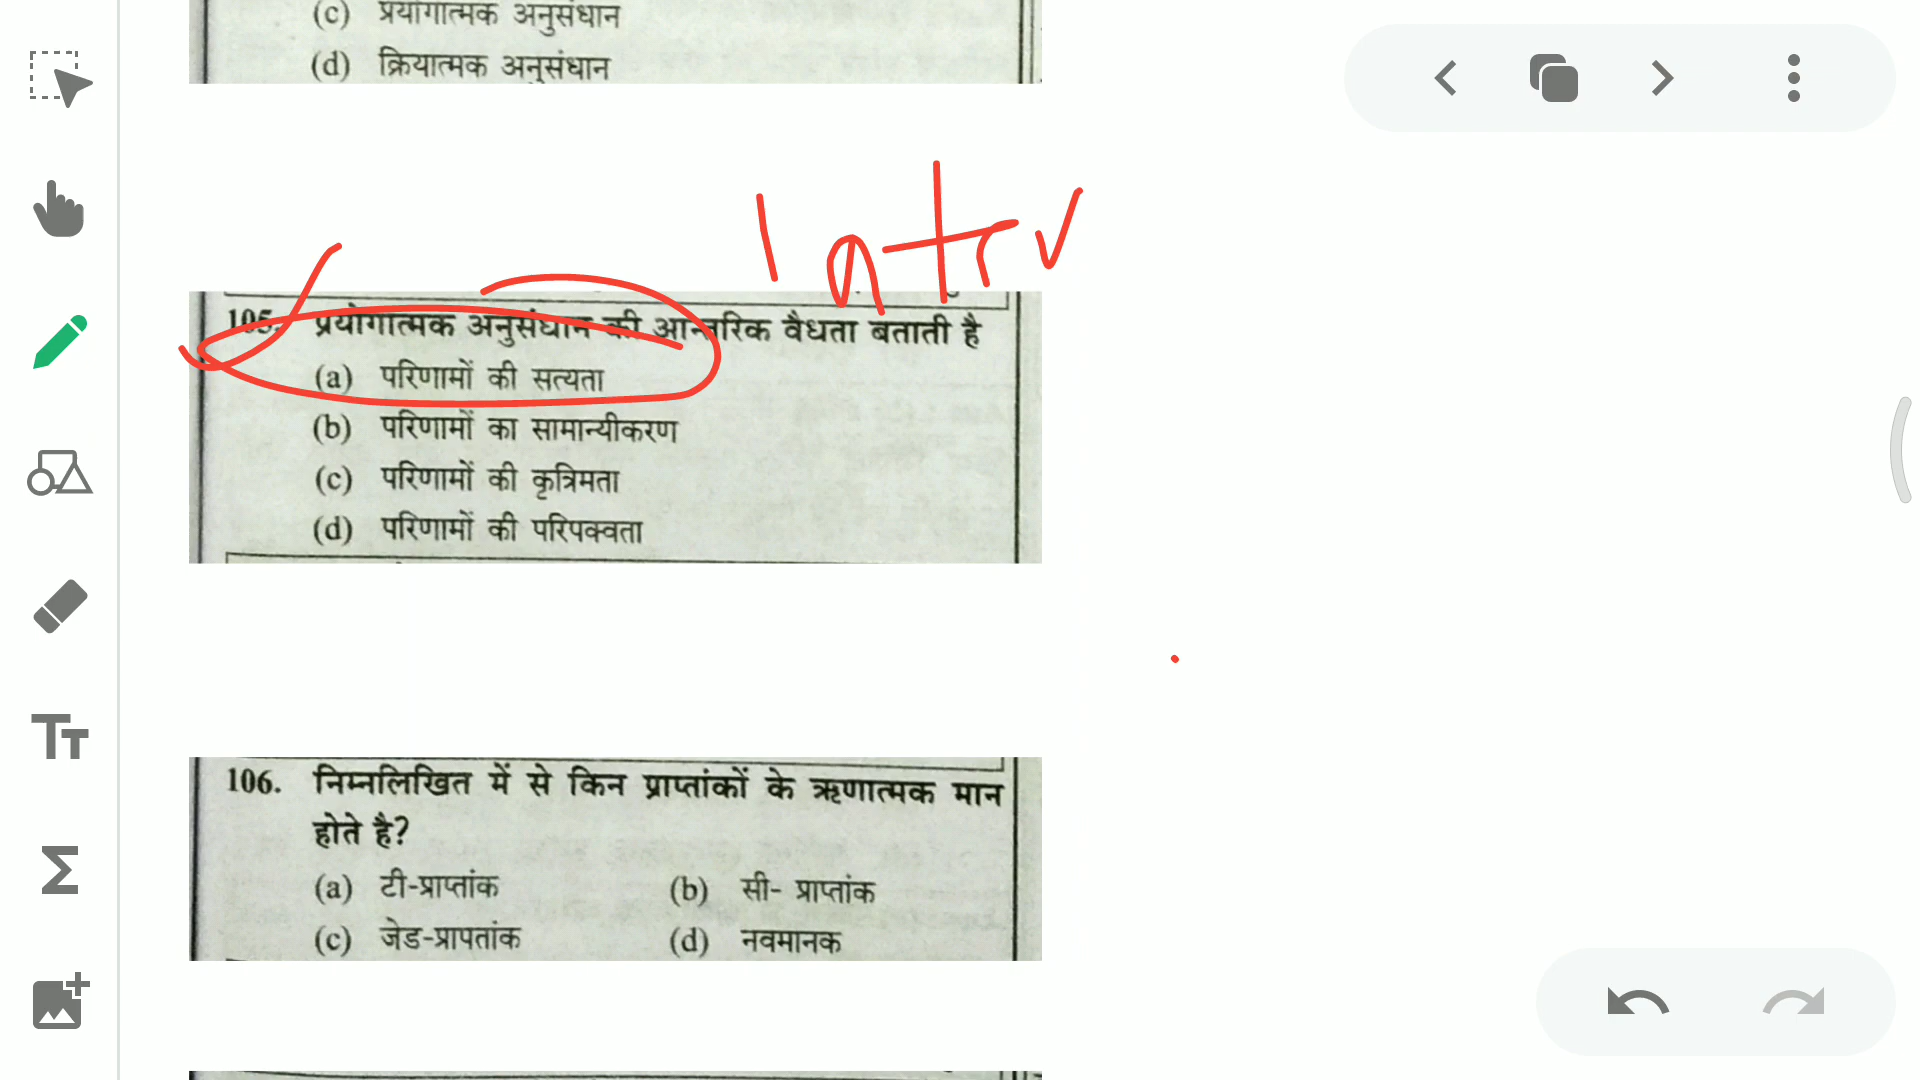 (c) प्रयोगात्मक अनुसंधान
(d) क्रियात्मक अनुसंधान
Intrv
105. प्रयोगात्मक अनुसंधान की आन्तरिक वैधता बताती है
(a) परिणामों की सत्यता
(b) परिणामों का सामान्यीकरण
(c) परिणामों की कृत्रिमता
(d) परिणामों की परिपक्वता
106. निम्नलिखित में से किन प्राप्तांकों के ऋणात्मक मान
होते है?
(a) टी-प्राप्तांक (b) सी- प्राप्तांक
(c) जेड-प्रापतांक (d) नवमानक
Tт